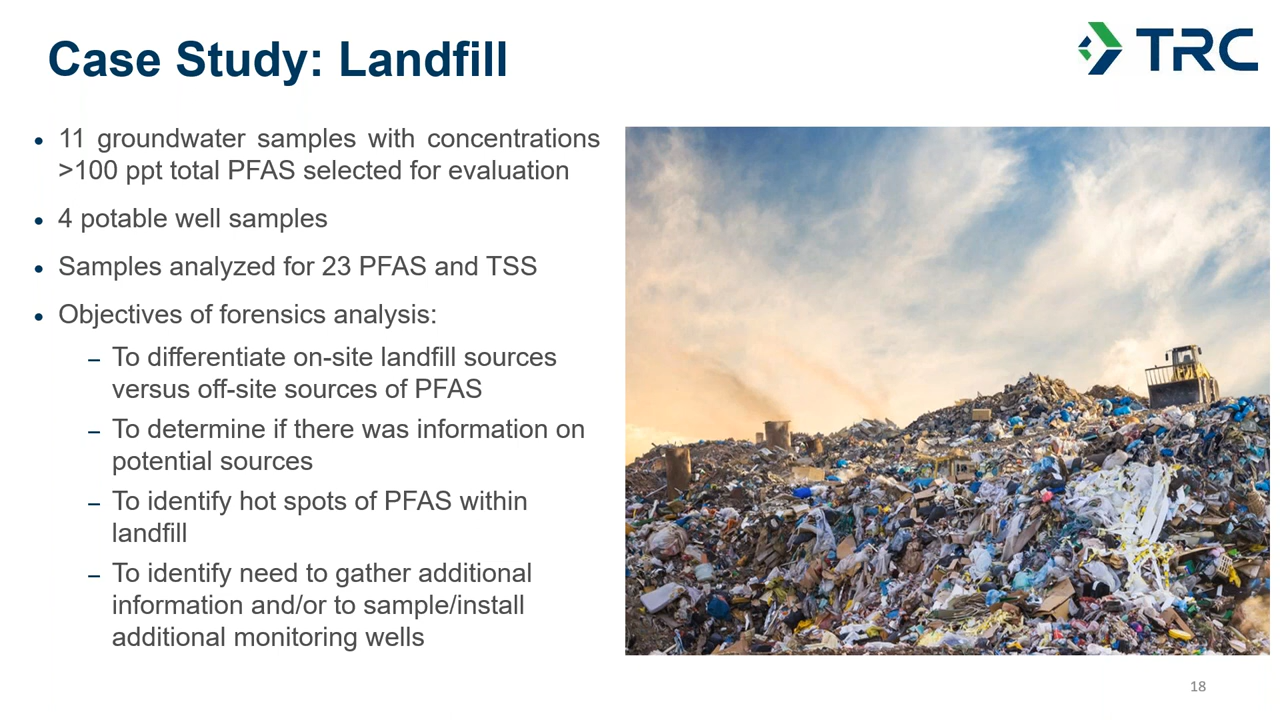 Case Study: Landfill
TRC
• 11 groundwater samples with concentrations
>100 ppt total PFAS selected for evaluation
• 4 potable well samples
• Samples analyzed for 23 PFAS and TSS
• Objectives of forensics analysis:
– To differentiate on-site landfill sources
versus off-site sources of PFAS
– To determine if there was information on
potential sources
– To identify hot spots of PFAS within
landfill
– To identify need to gather additional
information and/or to sample/install
additional monitoring wells
18